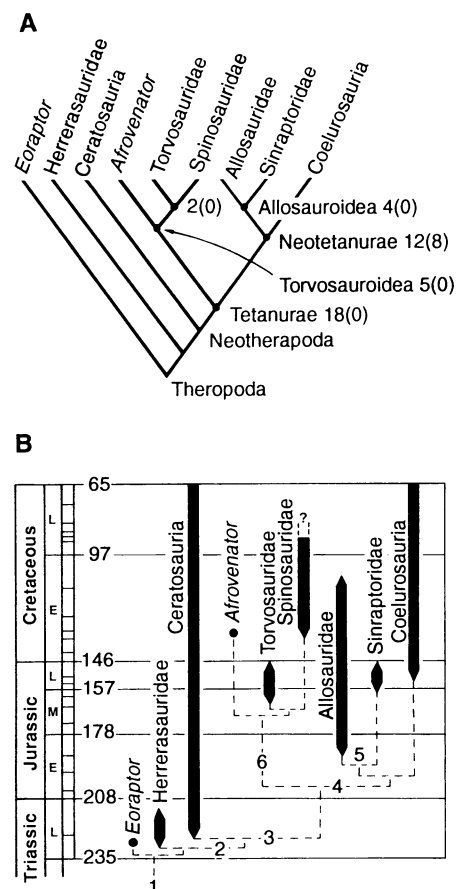 A
Eoraptor
Herrerasauridae
Ceratosauria
Afrovenator
Torvosauridae
Spinosauridae
Allosauridae
Sinraptoridae
Coelurosauria
2(0)
Allosauroidea 4(0)
Neotetanurae 12(8)
Torvosauroidea 5(0)
Tetanurae 18(0)
Neotherapoda
Theropoda
B
65
97
146
157
178
208
235
Cretaceous
Jurassic
Triassic
L
E
L
M
E
L
Eoraptor
Herrerasauridae
Ceratosauria
Afrovenator
Torvosauridae
Spinosauridae
?
Allosauridae
Sinraptoridae
Coelurosauria
6
5
4
3
2
1